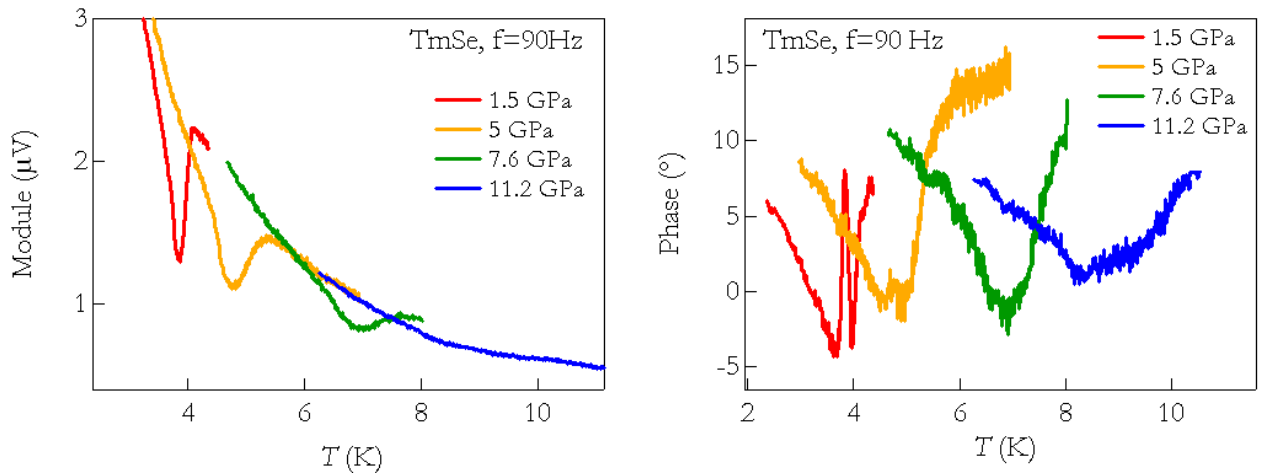 3
2
1
Module (μV)
TmSe, f=90Hz
1.5 GPa
5 GPa
7.6 GPa
11.2 GPa
4
6
8
10
T (K)
15
10
5
0
-5
Phase (°)
TmSe, f=90 Hz
1.5 GPa
5 GPa
7.6 GPa
11.2 GPa
2
4
6
8
10
T (K)